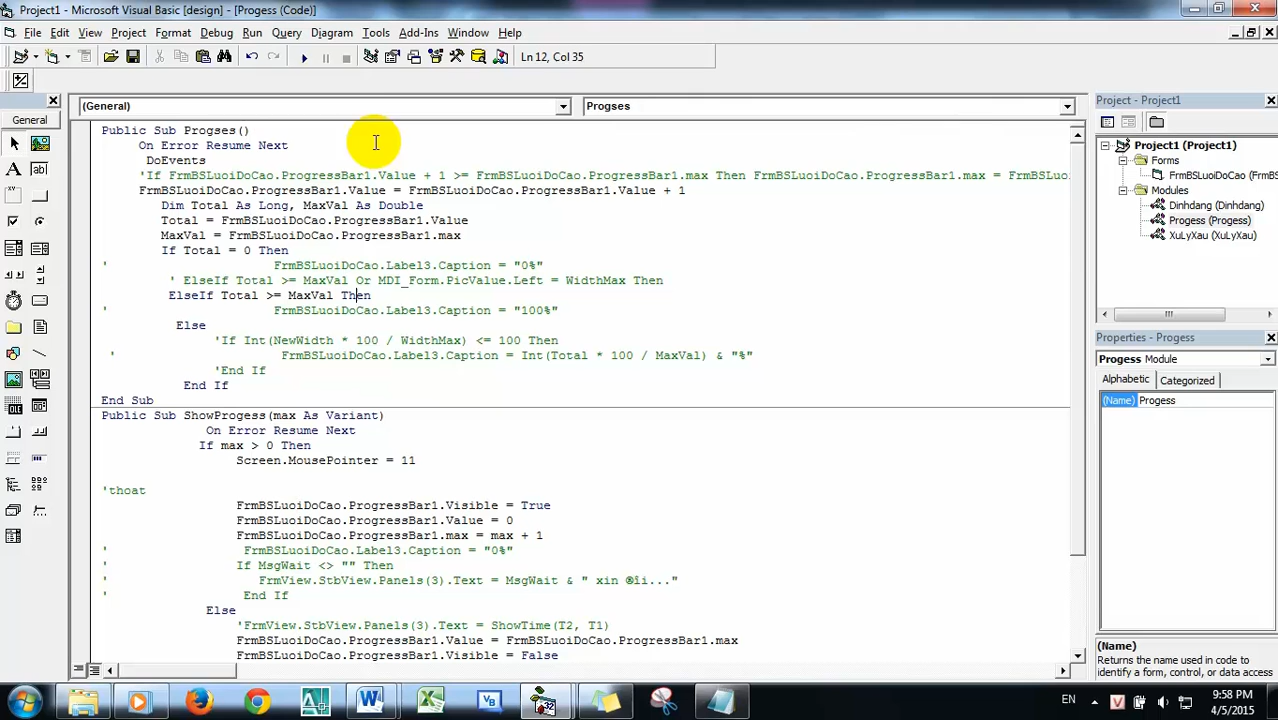 Project1 - Microsoft Visual Basic [design] - [Progess (Code)]
File Edit View Project Format Debug Run Query Diagram Tools Add-Ins Window Help
Ln 12, Col 35
General
(General)
Progses
Public Sub Progses()
On Error Resume Next
DoEvents
'If FrmBSLuoiDoCao.ProgressBar1.Value + 1 >= FrmBSLuoiDoCao.ProgressBar1.max Then FrmBSLuoiDoCao.ProgressBar1.max = FrmBSLuo
FrmBSLuoiDoCao.ProgressBar1.Value = FrmBSLuoiDoCao.ProgressBar1.Value + 1
Dim Total As Long, MaxVal As Double
Total = FrmBSLuoiDoCao.ProgressBar1.Value
MaxVal = FrmBSLuoiDoCao.ProgressBar1.max
If Total = 0 Then
' FrmBSLuoiDoCao.Label3.Caption = "0%"
' ElseIf Total >= MaxVal Or MDI_Form.PicValue.Left = WidthMax Then
ElseIf Total >= MaxVal Then
' FrmBSLuoiDoCao.Label3.Caption = "100%"
Else
'If Int(NewWidth * 100 / WidthMax) <= 100 Then
' FrmBSLuoiDoCao.Label3.Caption = Int(Total * 100 / MaxVal) & "%"
'End If
End If
End Sub
Public Sub ShowProgess(max As Variant)
On Error Resume Next
If max > 0 Then
Screen.MousePointer = 11
'thoat
FrmBSLuoiDoCao.ProgressBar1.Visible = True
FrmBSLuoiDoCao.ProgressBar1.Value = 0
FrmBSLuoiDoCao.ProgressBar1.max = max + 1
' FrmBSLuoiDoCao.Label3.Caption = "0%"
' If MsgWait <> "" Then
' FrmView.StbView.Panels(3).Text = MsgWait & " xin ®îi..."
' End If
Else
'FrmView.StbView.Panels(3).Text = ShowTime(T2, T1)
FrmBSLuoiDoCao.ProgressBar1.Value = FrmBSLuoiDoCao.ProgressBar1.max
FrmBSLuoiDoCao.ProgressBar1.Visible = False
Project - Project1
Project1 (Project1)
Forms
FrmBSLuoiDoCao (FrmBS
Modules
Dinhdang (Dinhdang)
Progess (Progess)
XuLyXau (XuLyXau)
Properties - Progess
Progess Module
Alphabetic Categorized
(Name) Progess
(Name)
Returns the name used in code to identify a form, control, or data access
EN
9:58 PM
4/5/2015